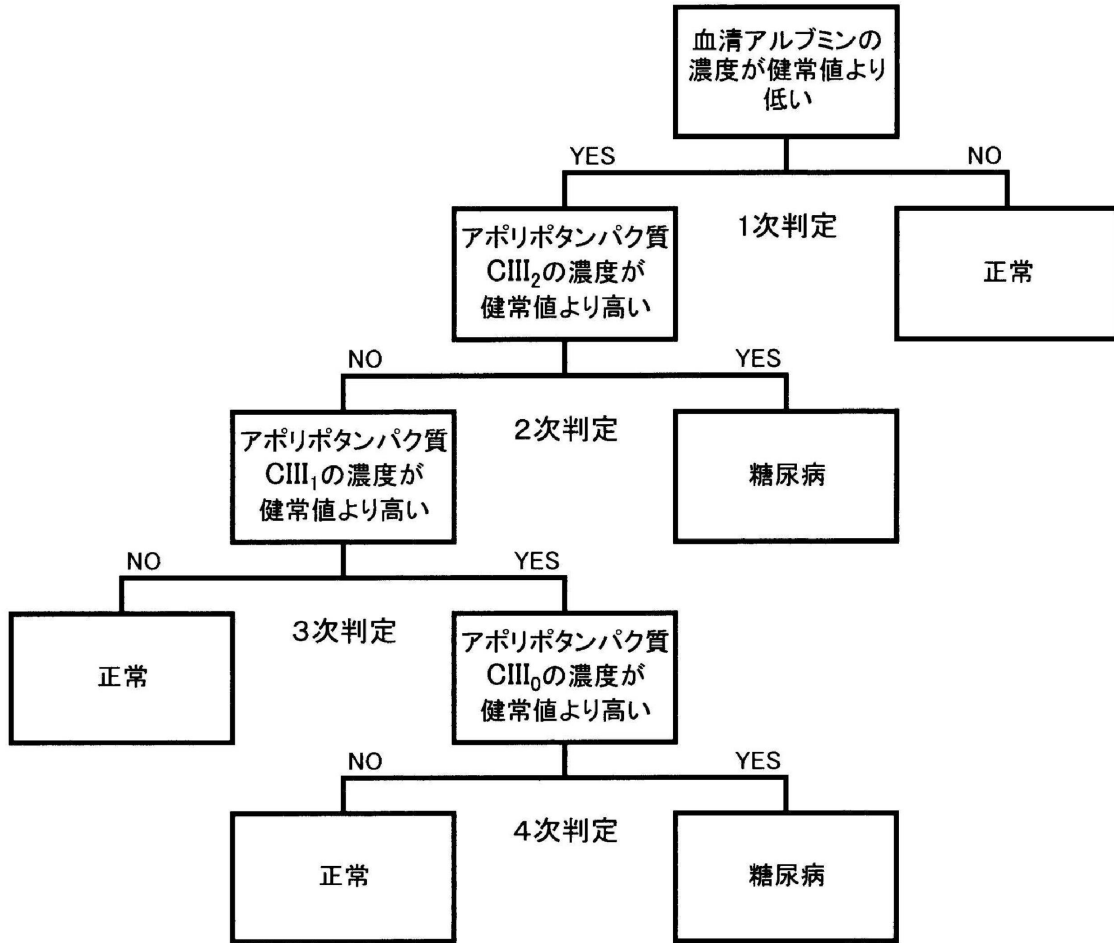 血清アルブミンの
濃度が健常値より
低い
YES
NO
1次判定
アポリポタンパク質
CIII₂の濃度が
健常値より高い
正常
NO
YES
2次判定
アポリポタンパク質
CIII₁の濃度が
健常値より高い
糖尿病
NO
YES
3次判定
正常
アポリポタンパク質
CIII₀の濃度が
健常値より高い
NO
YES
4次判定
正常
糖尿病